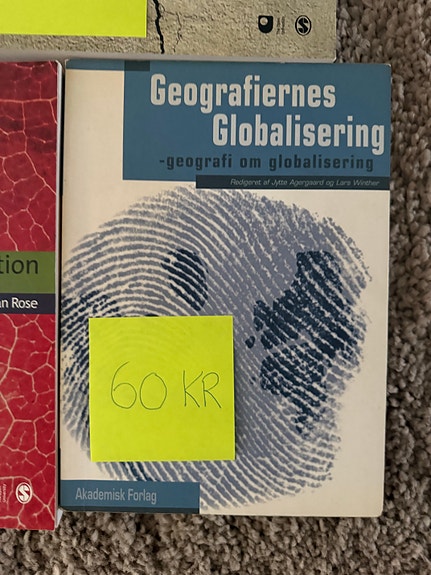 Geografiernes
Globalisering
-geografi om globalisering
Redigeret af Jytte Agergaard og Lars Winther
tion
an Rose
60 KR
Akademisk Forlag